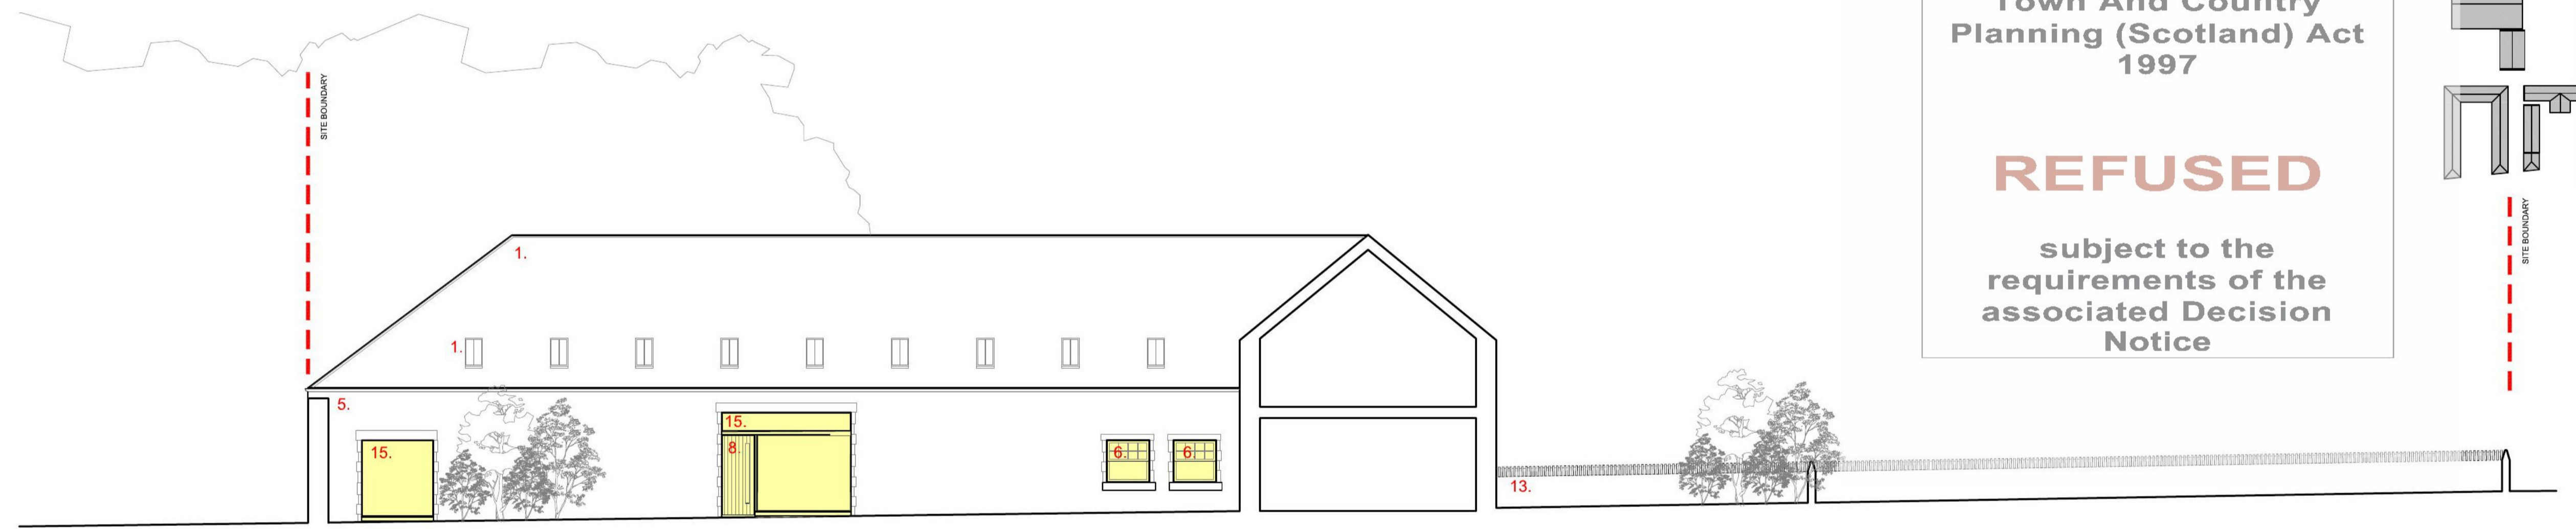 Town And Country
Planning (Scotland) Act
1997
REFUSED
subject to the
requirements of the
associated Decision
Notice
SITE BOUNDARY
SITE BOUNDARY
1.
1.
5.
15.
15.
8.
6.
6.
13.